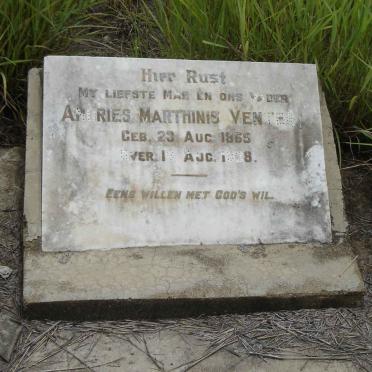 Hier Rust
My liefste Man en ons
Marthinis
Geb. 23 Aug. 1865
Aug.
Eens willen met God's wil.